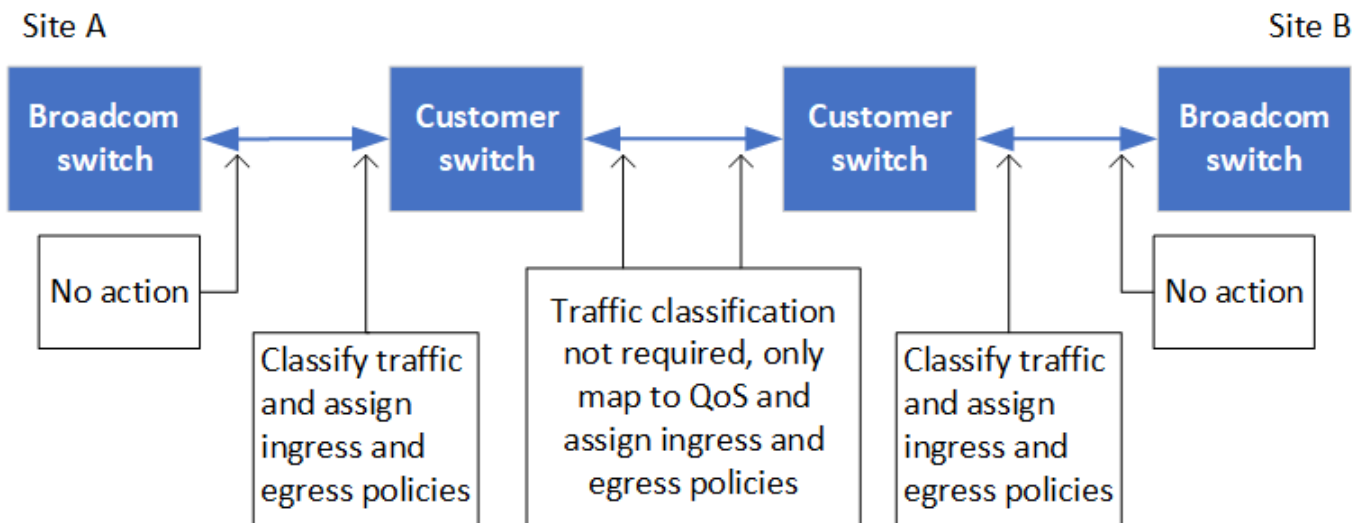 Site A
Site B
Broadcom
switch
Customer
switch
Customer
switch
Broadcom
switch
No action
Classify traffic
and assign
ingress and
egress policies
Traffic classification
not required, only
map to QoS and
assign ingress and
egress policies
Classify traffic
and assign
ingress and
egress policies
No action